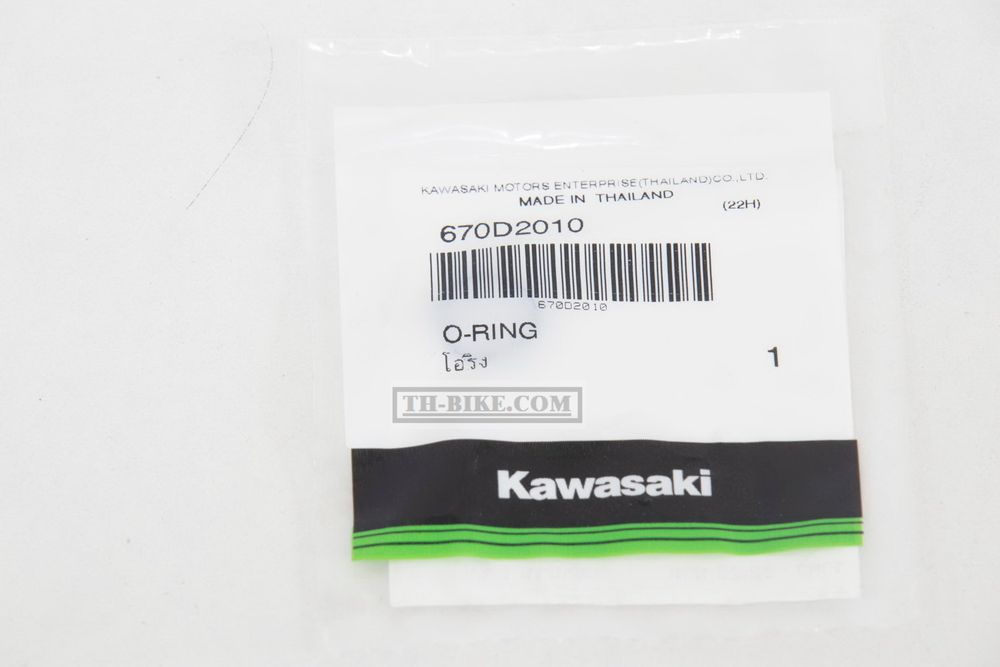 KAWASAKI MOTORS ENTERPRISE(THAILAND)CO.,LTD.
MADE IN THAILAND
(22H)
670D2010
670D2010
O-RING
โอริง
1
TH-BIKE.COM
Kawasaki